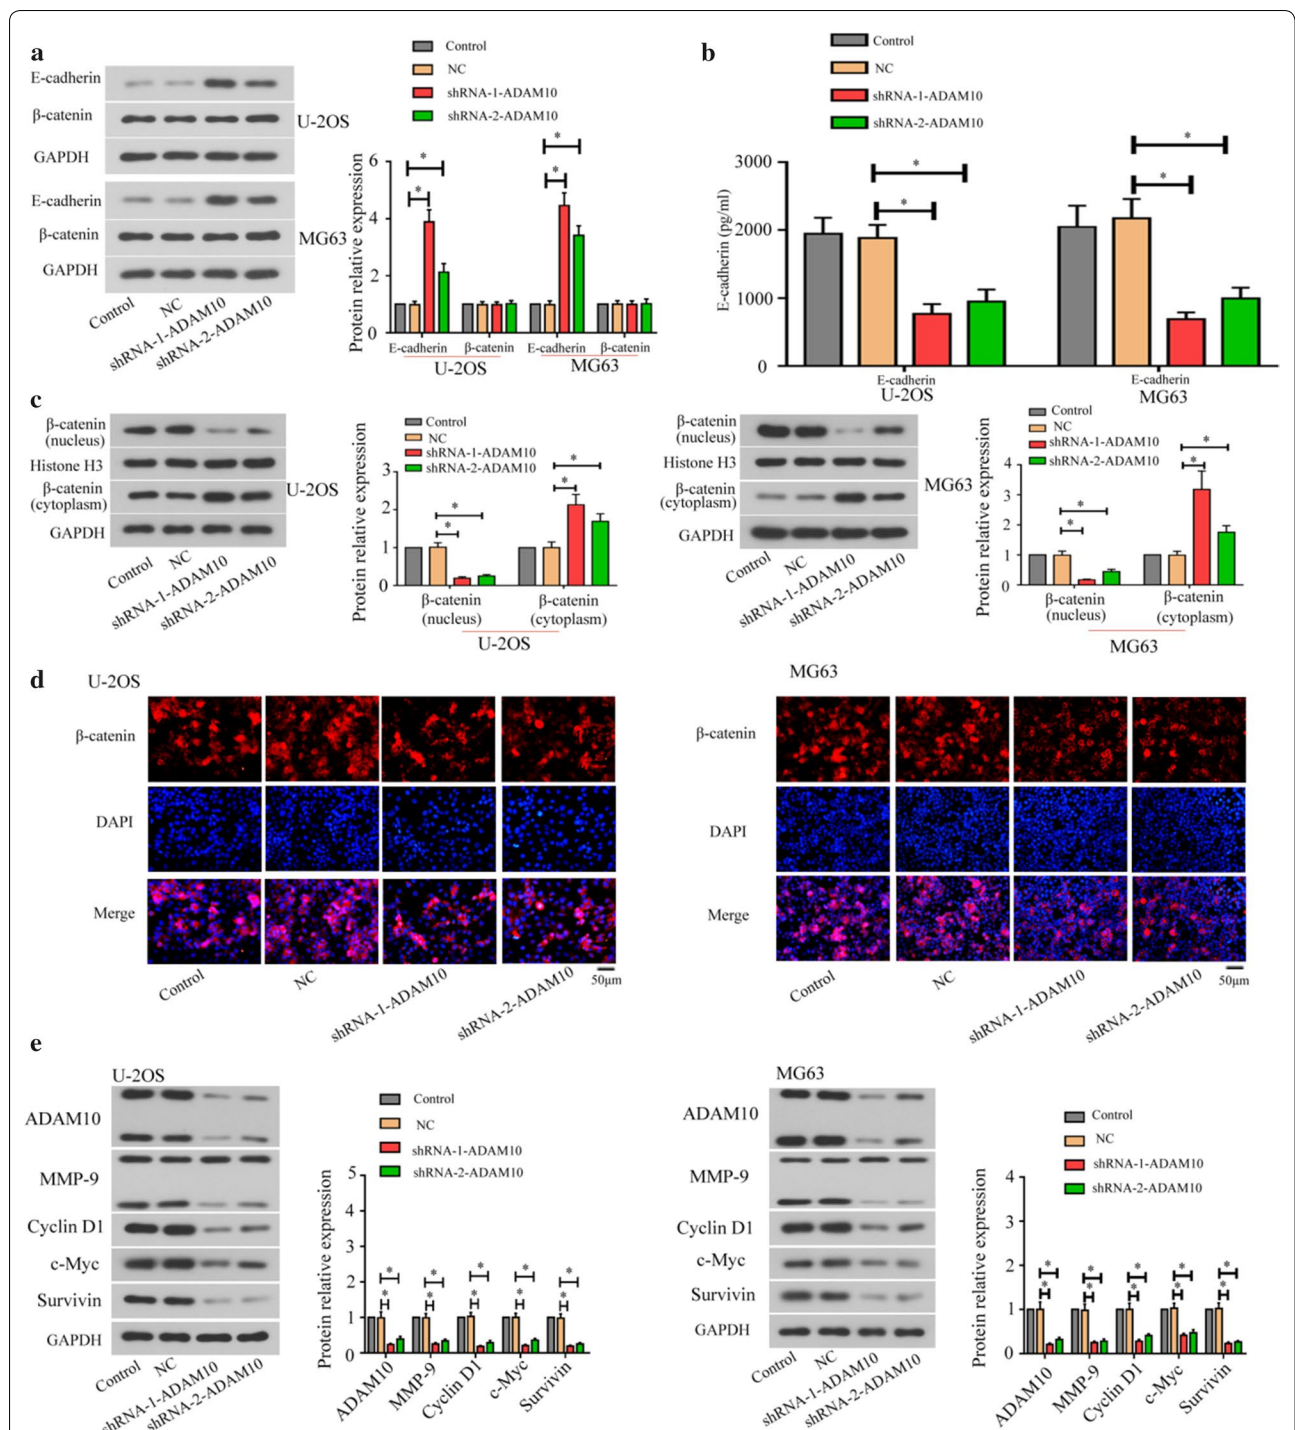 a
E-cadherin
β-catenin
GAPDH
U-2OS
E-cadherin
β-catenin
GAPDH
MG63
Control
NC
shRNA-1-ADAM10
shRNA-2-ADAM10
Control
NC
shRNA-1-ADAM10
shRNA-2-ADAM10
Protein relative expression
6
4
2
0
* * * *
E-cadherin β-catenin E-cadherin β-catenin
U-2OS MG63
b
Control
NC
shRNA-1-ADAM10
shRNA-2-ADAM10
E-cadherin (pg/ml)
3000
2000
1000
0
* * * *
E-cadherin E-cadherin
U-2OS MG63
c
β-catenin
(nucleus)
Histone H3
β-catenin
(cytoplasm)
GAPDH
U-2OS
Control
NC
shRNA-1-ADAM10
shRNA-2-ADAM10
Control
NC
shRNA-1-ADAM10
shRNA-2-ADAM10
Protein relative expression
3
2
1
0
* * * *
β-catenin β-catenin
(nucleus) (cytoplasm)
U-2OS
β-catenin
(nucleus)
Histone H3
β-catenin
(cytoplasm)
GAPDH
MG63
Control
NC
shRNA-1-ADAM10
shRNA-2-ADAM10
Control
NC
shRNA-1-ADAM10
shRNA-2-ADAM10
Protein relative expression
4
3
2
1
0
* * * *
β-catenin β-catenin
(nucleus) (cytoplasm)
MG63
d
U-2OS
β-catenin
DAPI
Merge
Control
NC
shRNA-1-ADAM10
shRNA-2-ADAM10
50μm
MG63
β-catenin
DAPI
Merge
Control
NC
shRNA-1-ADAM10
shRNA-2-ADAM10
50μm
e
U-2OS
ADAM10
MMP-9
Cyclin D1
c-Myc
Survivin
GAPDH
Control
NC
shRNA-1-ADAM10
shRNA-2-ADAM10
Control
NC
shRNA-1-ADAM10
shRNA-2-ADAM10
Protein relative expression
5
4
3
2
1
0
* * * * *
* * * * *
ADAM10
MMP-9
Cyclin D1
c-Myc
Survivin
MG63
ADAM10
MMP-9
Cyclin D1
c-Myc
Survivin
GAPDH
Control
NC
shRNA-1-ADAM10
shRNA-2-ADAM10
Control
NC
shRNA-1-ADAM10
shRNA-2-ADAM10
Protein relative expression
4
3
2
1
0
* * * * *
* * * * *
ADAM10
MMP-9
Cyclin D1
c-Myc
Survivin